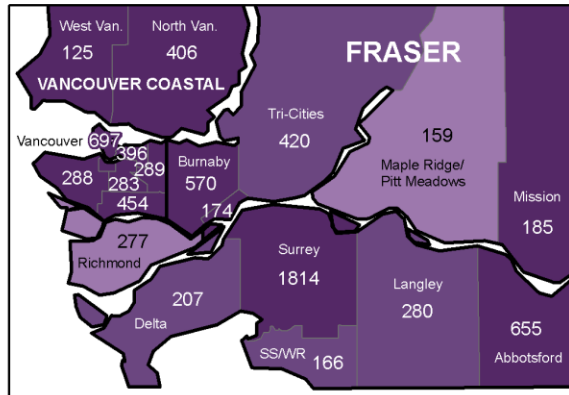 West Van.
125
North Van.
406
VANCOUVER COASTAL
FRASER
Tri-Cities
420
159
Maple Ridge/
Pitt Meadows
Mission
185
Vancouver
697
396
289
288
283
454
Burnaby
570
174
277
Richmond
Surrey
1814
207
Delta
Langley
280
SS/WR
166
655
Abbotsford